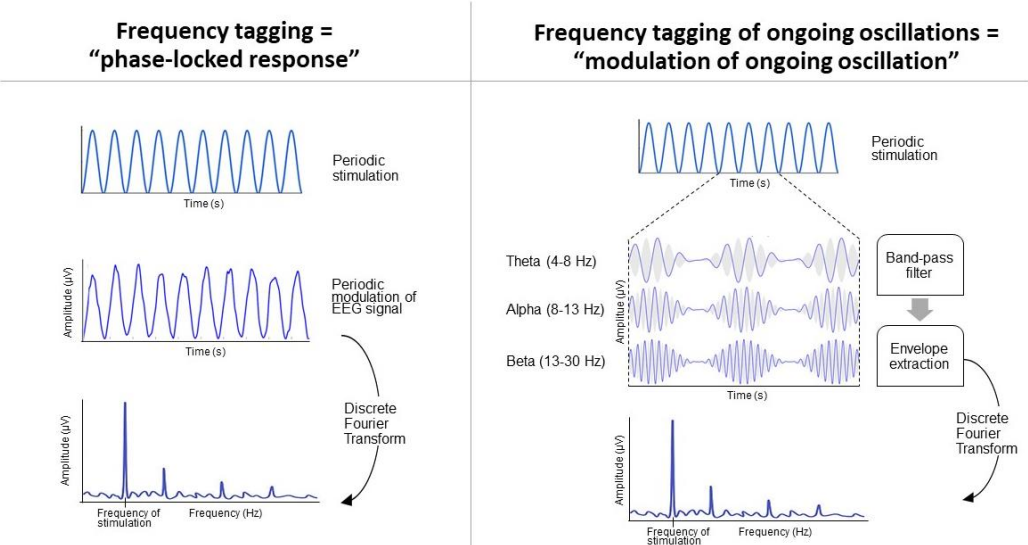 Frequency tagging =
“phase-locked response”
Periodic
stimulation
Time (s)
Amplitude (µV)
Periodic
modulation of
EEG signal
Time (s)
Discrete
Fourier
Transform
Amplitude (µV)
Frequency of
stimulation
Frequency (Hz)
Frequency tagging of ongoing oscillations =
“modulation of ongoing oscillation”
Periodic
stimulation
Time (s)
Theta (4-8 Hz)
Alpha (8-13 Hz)
Beta (13-30 Hz)
Amplitue (µV)
Time (s)
Band-pass
filter
Envelope
extraction
Discrete
Fourier
Transform
Amplitude (µV)
Frequency of
stimulation
Frequency (Hz)